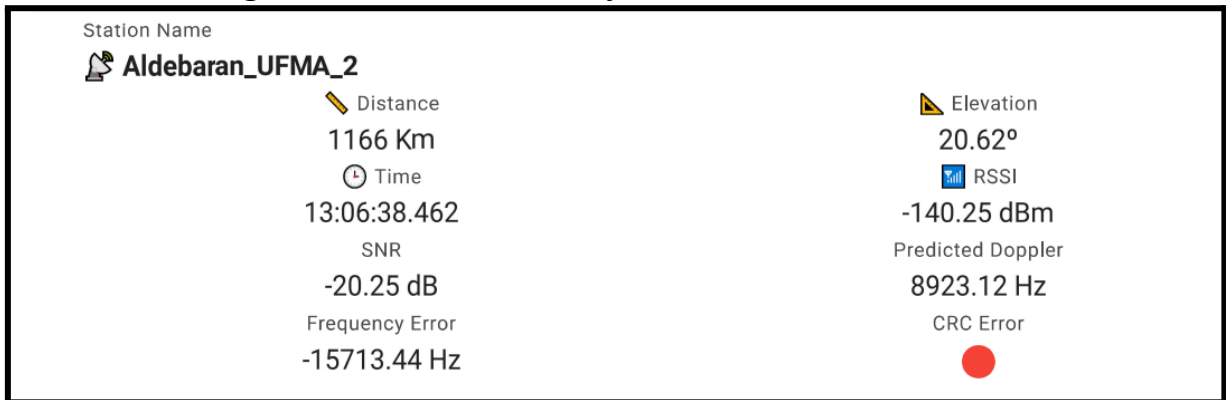 Station Name
Aldebaran_UFMA_2
Distance
Elevation
1166 Km
20.62º
Time
RSSI
13:06:38.462
-140.25 dBm
SNR
Predicted Doppler
-20.25 dB
8923.12 Hz
Frequency Error
CRC Error
-15713.44 Hz